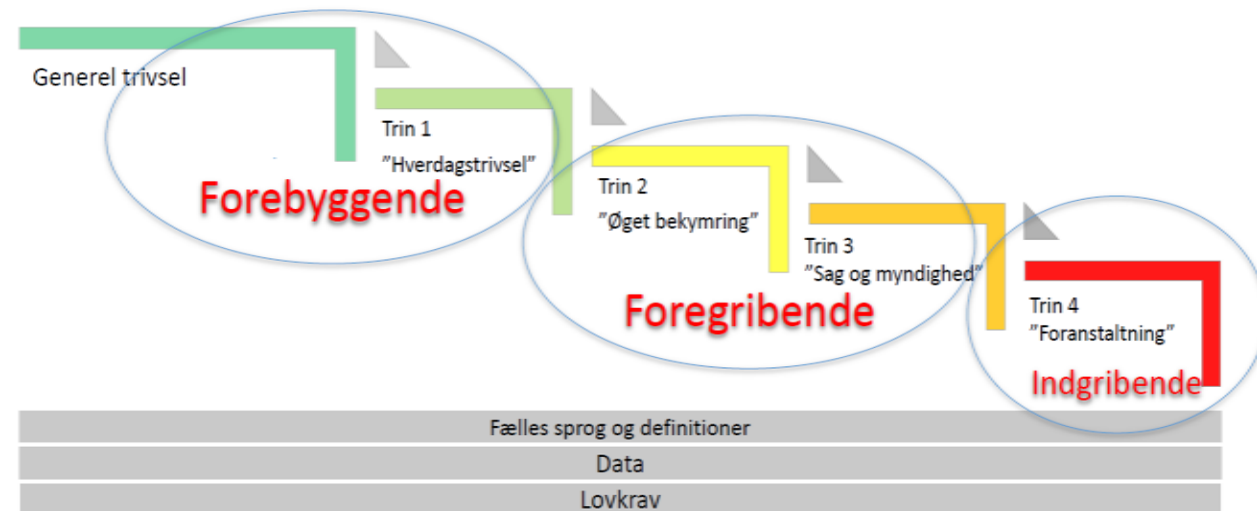 Generel trivsel
Trin 1
”Hverdagstrivsel”
Forebyggende
Trin 2
”Øget bekymring”
Trin 3
”Sag og myndighed”
Foregribende
Trin 4
”Foranstaltning”
Indgribende
Fælles sprog og definitioner
Data
Lovkrav